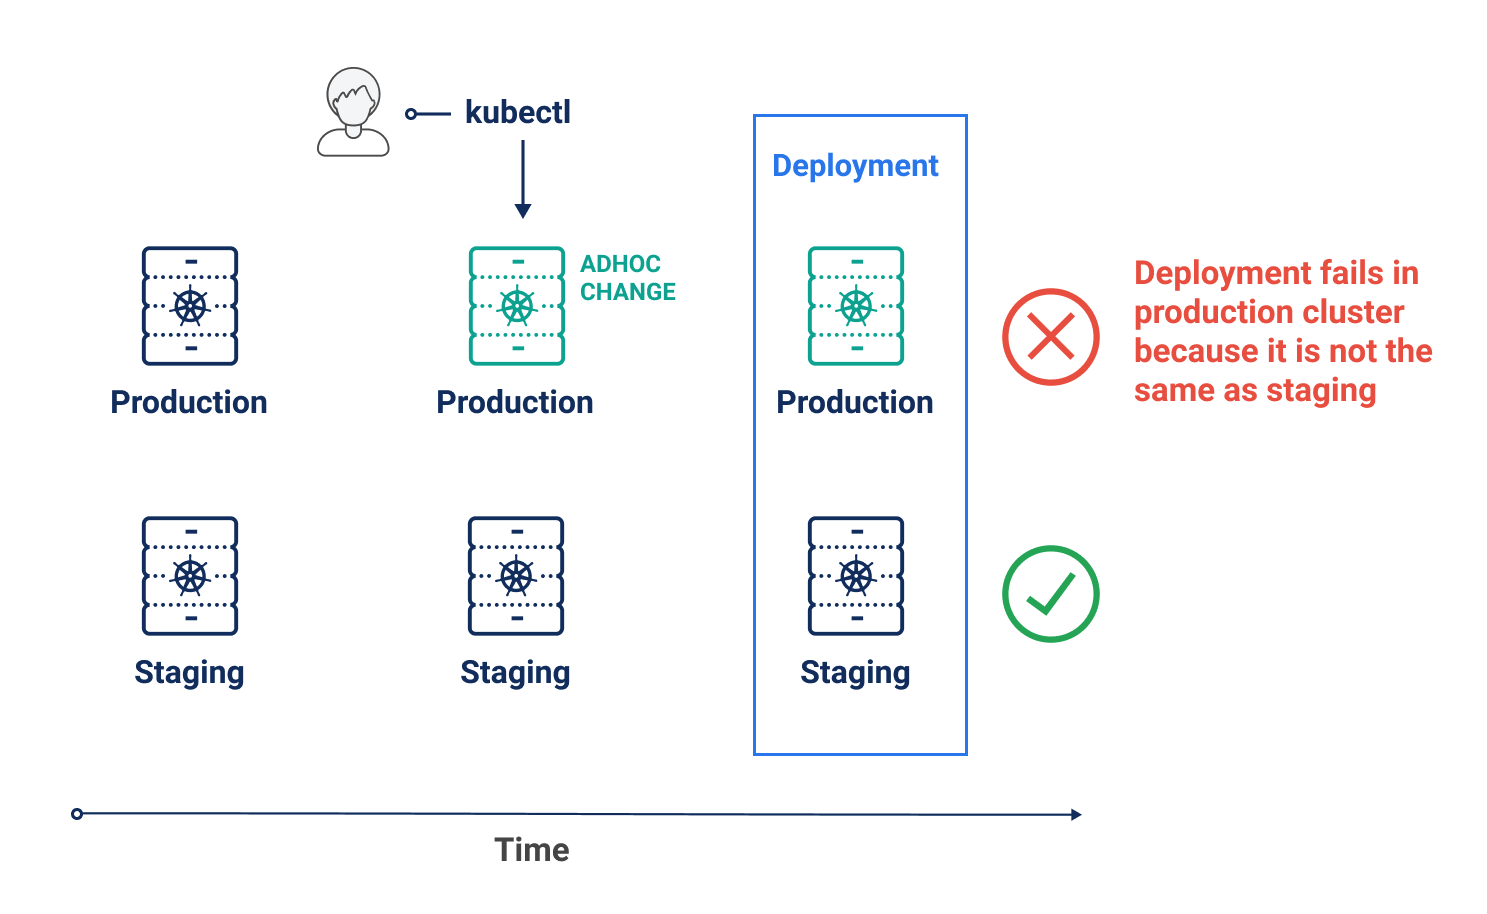 kubectl
Deployment
ADHOC
CHANGE
Deployment fails in
production cluster
because it is not the
same as staging
Production
Production
Production
Staging
Staging
Staging
Time